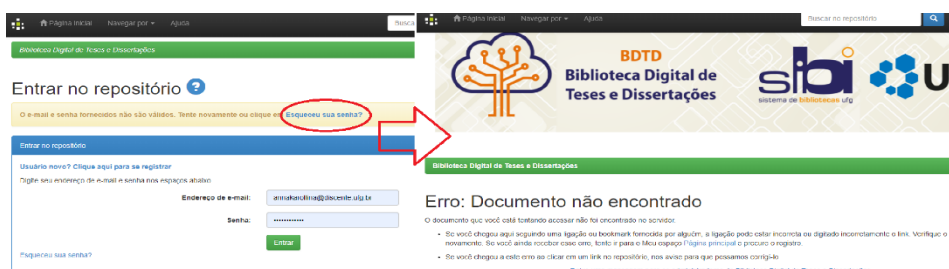 Página inicial Navegar por Ajuda Busca
Biblioteca Digital de Teses e Dissertações
Entrar no repositório
O e-mail e senha fornecidos não são válidos. Tente novamente ou clique em Esqueceu sua senha?
Entrar no repositório
Usuário novo? Clique aqui para se registrar
Digite seu endereço de e-mail e senha nos espaços abaixo.
Endereço de e-mail: annakarollina@discente.ufg.br
Senha:
Entrar
Esqueceu sua senha?
Página inicial Navegar por Ajuda Buscar no repositório
BDTD
Biblioteca Digital de
Teses e Dissertações
sibi
sistema de bibliotecas ufg
U
Biblioteca Digital de Teses e Dissertações
Erro: Documento não encontrado
O documento que você está tentando acessar não foi encontrado no servidor.
Se você chegou aqui seguindo uma ligação ou bookmark fornecido por alguém, a ligação pode estar incorreta ou digitado incorretamente o link. Verifique o
novamente. Se você ainda receber esse erro, tente ir para o Meu espaço Página principal e procure o registro.
Se você chegou a este erro ao clicar em um link no repositório, nos avise para que possamos corrigi-lo